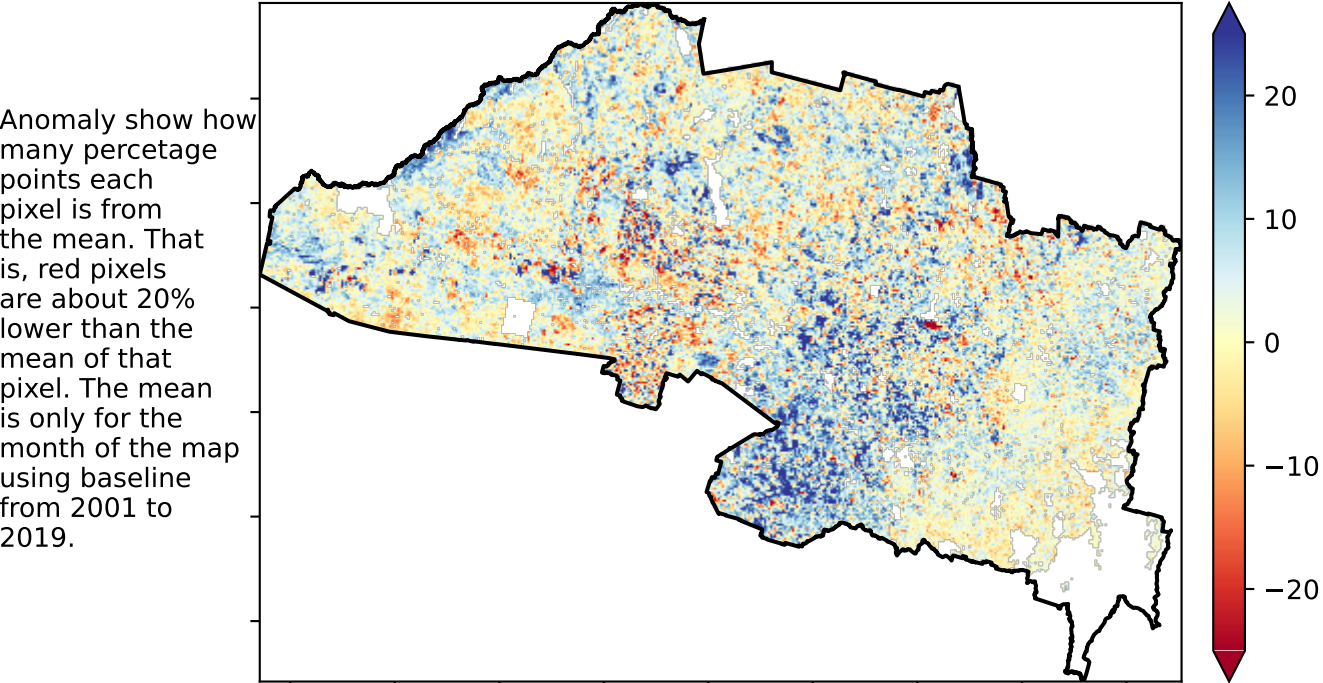 Anomaly show how
many percetage
points each
pixel is from
the mean. That
is, red pixels
are about 20%
lower than the
mean of that
pixel. The mean
is only for the
month of the map
using baseline
from 2001 to
2019.
20
10
0
−10
−20